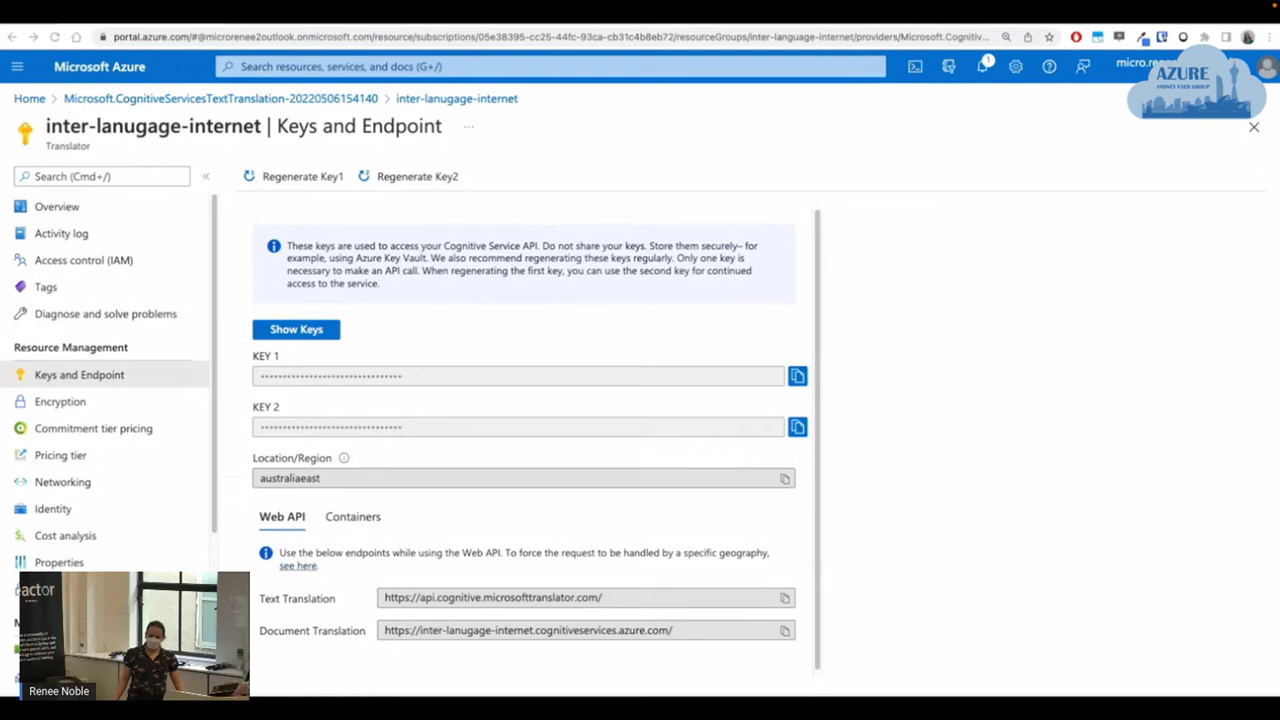 portal.azure.com/#@microrenee2outlook.onmicrosoft.com/resource/subscriptions/05e38395-cc25-44fc-93ca-cb31c4b8eb72/resourceGroups/inter-language-internet/providers/Microsoft.Cognitiv...
Microsoft Azure
Search resources, services, and docs (G+/)
1
AZURE
SYDNEY USER GROUP
Home > Microsoft.CognitiveServicesTextTranslation-20220506154140 > inter-lanugage-internet
inter-lanugage-internet | Keys and Endpoint ...
Translator
Search (Cmd+/)
«
Regenerate Key1
Regenerate Key2
Overview
Activity log
Access control (IAM)
Tags
Diagnose and solve problems
Resource Management
Keys and Endpoint
Encryption
Commitment tier pricing
Pricing tier
Networking
Identity
Cost analysis
Properties
These keys are used to access your Cognitive Service API. Do not share your keys. Store them securely– for
example, using Azure Key Vault. We also recommend regenerating these keys regularly. Only one key is
necessary to make an API call. When regenerating the first key, you can use the second key for continued
access to the service.
Show Keys
KEY 1
KEY 2
Location/Region
australiaeast
Web API
Containers
Use the below endpoints while using the Web API. To force the request to be handled by a specific geography,
see here.
Text Translation
https://api.cognitive.microsofttranslator.com/
Document Translation
https://inter-lanugage-internet.cognitiveservices.azure.com/
actor
Renee Noble